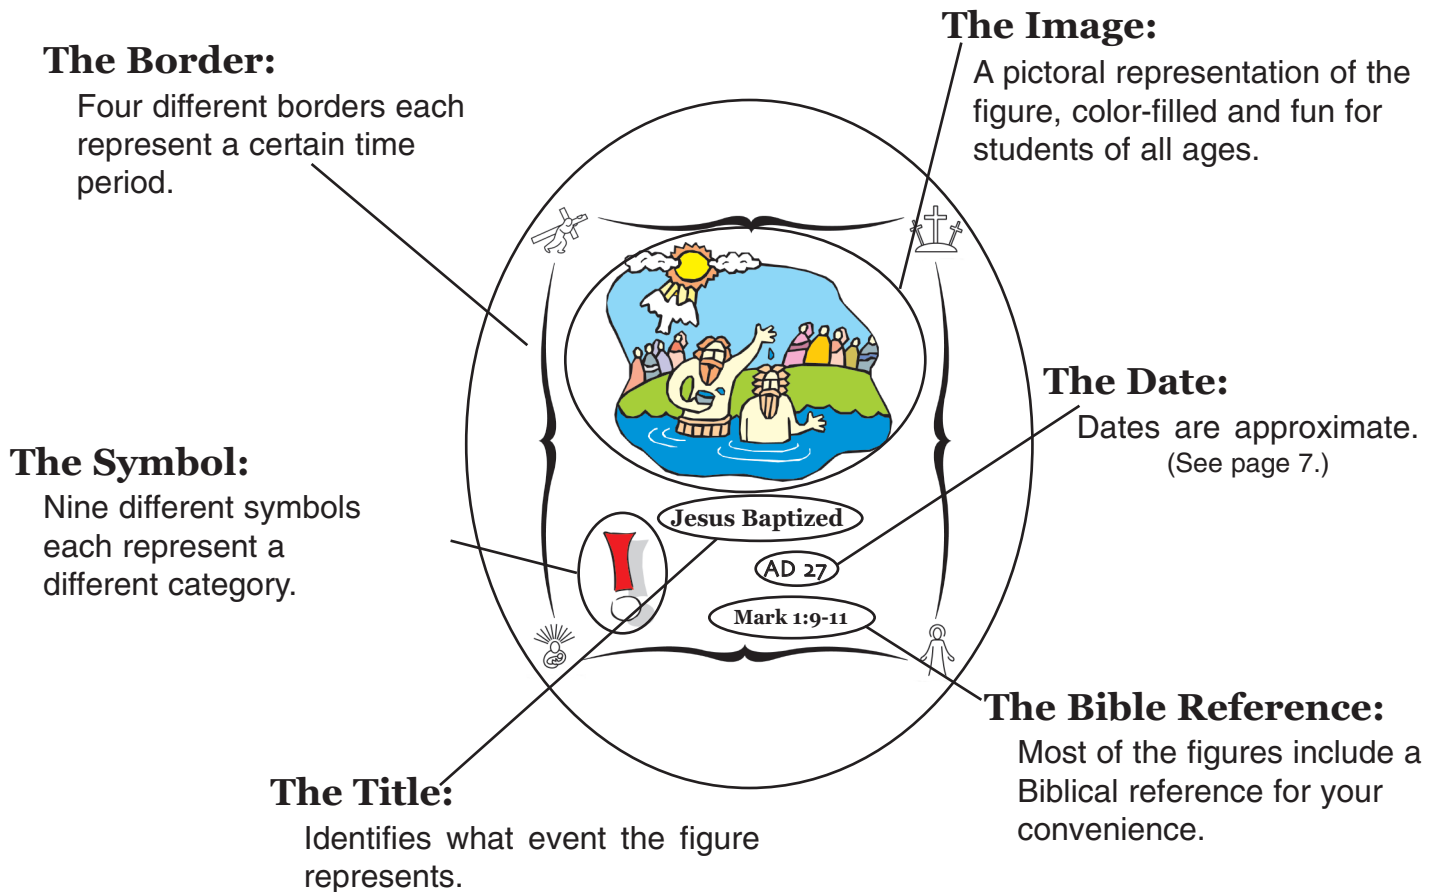 The Border:
Four different borders each
represent a certain time
period.
The Image:
A pictoral representation of the
figure, color-filled and fun for
students of all ages.
The Symbol:
Nine different symbols
each represent a
different category.
The Date:
Dates are approximate.
(See page 7.)
Jesus Baptized
AD 27
Mark 1:9-11
The Title:
Identifies what event the figure
represents.
The Bible Reference:
Most of the figures include a
Biblical reference for your
convenience.